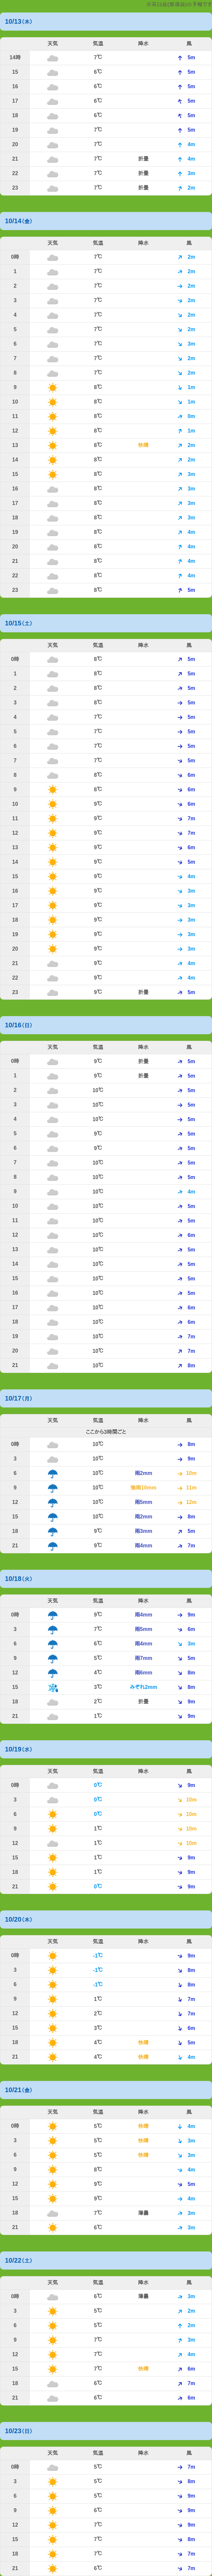 10/13(木)
天気 気温 降水 風
14時 7℃ 5m
15 6℃ 5m
16 6℃ 5m
17 6℃ 5m
18 6℃ 5m
19 7℃ 5m
20 7℃ 4m
21 7℃ 折曇 4m
22 7℃ 折曇 3m
23 7℃ 折曇 2m
10/14(金)
天気 気温 降水 風
0時 7℃ 2m
1 7℃ 2m
2 7℃ 2m
3 7℃ 2m
4 7℃ 2m
5 7℃ 2m
6 7℃ 3m
7 7℃ 2m
8 7℃ 2m
9 8℃ 1m
10 8℃ 1m
11 8℃ 0m
12 8℃ 1m
13 8℃ 快晴 2m
14 8℃ 2m
15 8℃ 3m
16 8℃ 3m
17 8℃ 3m
18 8℃ 3m
19 8℃ 4m
20 8℃ 4m
21 8℃ 4m
22 8℃ 4m
23 8℃ 5m
10/15(土)
天気 気温 降水 風
0時 8℃ 5m
1 8℃ 5m
2 8℃ 5m
3 8℃ 5m
4 7℃ 5m
5 7℃ 5m
6 7℃ 5m
7 7℃ 5m
8 8℃ 6m
9 8℃ 6m
10 9℃ 6m
11 9℃ 7m
12 9℃ 7m
13 9℃ 6m
14 9℃ 5m
15 9℃ 4m
16 9℃ 3m
17 9℃ 3m
18 9℃ 3m
19 9℃ 3m
20 9℃ 3m
21 9℃ 4m
22 9℃ 4m
23 9℃ 折曇 5m
10/16(日)
天気 気温 降水 風
0時 9℃ 折曇 5m
1 9℃ 折曇 5m
2 10℃ 5m
3 10℃ 5m
4 10℃ 5m
5 9℃ 5m
6 9℃ 5m
7 10℃ 5m
8 10℃ 5m
9 10℃ 4m
10 10℃ 5m
11 10℃ 5m
12 10℃ 6m
13 10℃ 5m
14 10℃ 5m
15 10℃ 5m
16 10℃ 5m
17 10℃ 6m
18 10℃ 6m
19 10℃ 7m
20 10℃ 7m
21 10℃ 8m
10/17(月)
天気 気温 降水 風
ここから3時間ごと
0時 10℃ 8m
3 10℃ 9m
6 10℃ 雨2mm 10m
9 10℃ 強雨10mm 11m
12 10℃ 雨5mm 12m
15 10℃ 雨2mm 8m
18 9℃ 雨3mm 5m
21 9℃ 雨4mm 7m
10/18(火)
天気 気温 降水 風
0時 9℃ 雨4mm 9m
3 7℃ 雨5mm 6m
6 6℃ 雨4mm 3m
9 5℃ 雨7mm 5m
12 4℃ 雨6mm 8m
15 3℃ みぞれ2mm 8m
18 2℃ 折曇 9m
21 1℃ 9m
10/19(水)
天気 気温 降水 風
0時 0℃ 9m
3 0℃ 10m
6 0℃ 10m
9 1℃ 10m
12 1℃ 10m
15 1℃ 9m
18 1℃ 9m
21 0℃ 9m
10/20(木)
天気 気温 降水 風
0時 -1℃ 9m
3 -1℃ 8m
6 -1℃ 8m
9 1℃ 7m
12 2℃ 7m
15 3℃ 6m
18 4℃ 快晴 5m
21 4℃ 快晴 4m
10/21(金)
天気 気温 降水 風
0時 5℃ 快晴 4m
3 5℃ 快晴 3m
6 5℃ 快晴 3m
9 8℃ 4m
12 9℃ 5m
15 9℃ 4m
18 7℃ 薄曇 3m
21 6℃ 3m
10/22(土)
天気 気温 降水 風
0時 6℃ 薄曇 3m
3 5℃ 2m
6 5℃ 2m
9 7℃ 3m
12 7℃ 4m
15 7℃ 快晴 6m
18 6℃ 7m
21 6℃ 6m
10/23(日)
天気 気温 降水 風
0時 5℃ 7m
3 5℃ 8m
6 5℃ 9m
9 6℃ 9m
12 7℃ 9m
15 7℃ 8m
18 7℃ 7m
21 6℃ 7m